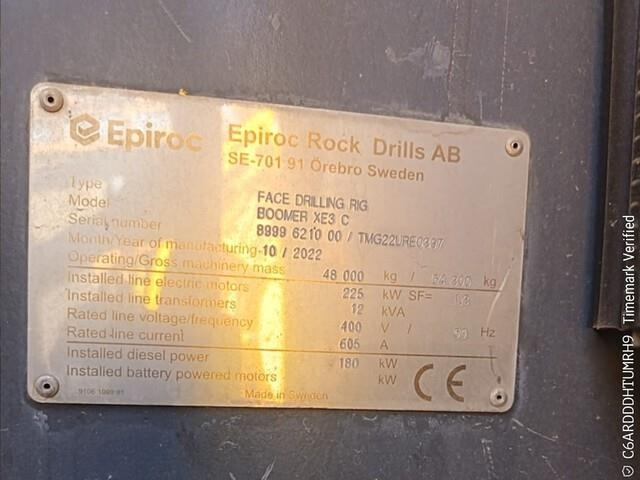 Epiroc
Epiroc Rock Drills AB
SE-701 91 Örebro Sweden
Type FACE DRILLING RIG
Model BOOMER XE3 C
Serial number 8999 6210 00 / TMG22URE0397
Month/Year of manufacturing 10 / 2022
Operating/Gross machinery mass 48 000 kg / kg
Installed line electric motors 225 kW SF=
Installed line transformers 12 kVA
Rated line voltage/frequency 400 V / Hz
Rated line current 605 A
Installed diesel power 180 kW
Installed battery powered motors kW
CE
Made in Sweden
© C6ARDDDHTUMRH9 Timemark Verified